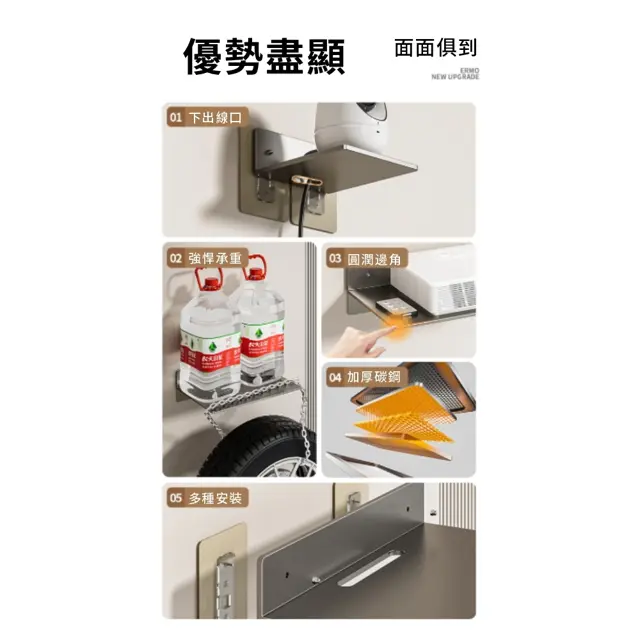 優勢盡顯
面面俱到
ERMO
NEW UPGRADE
01 下出線口
02 強悍承重
03 圓潤邊角
04 加厚碳鋼
05 多種安裝